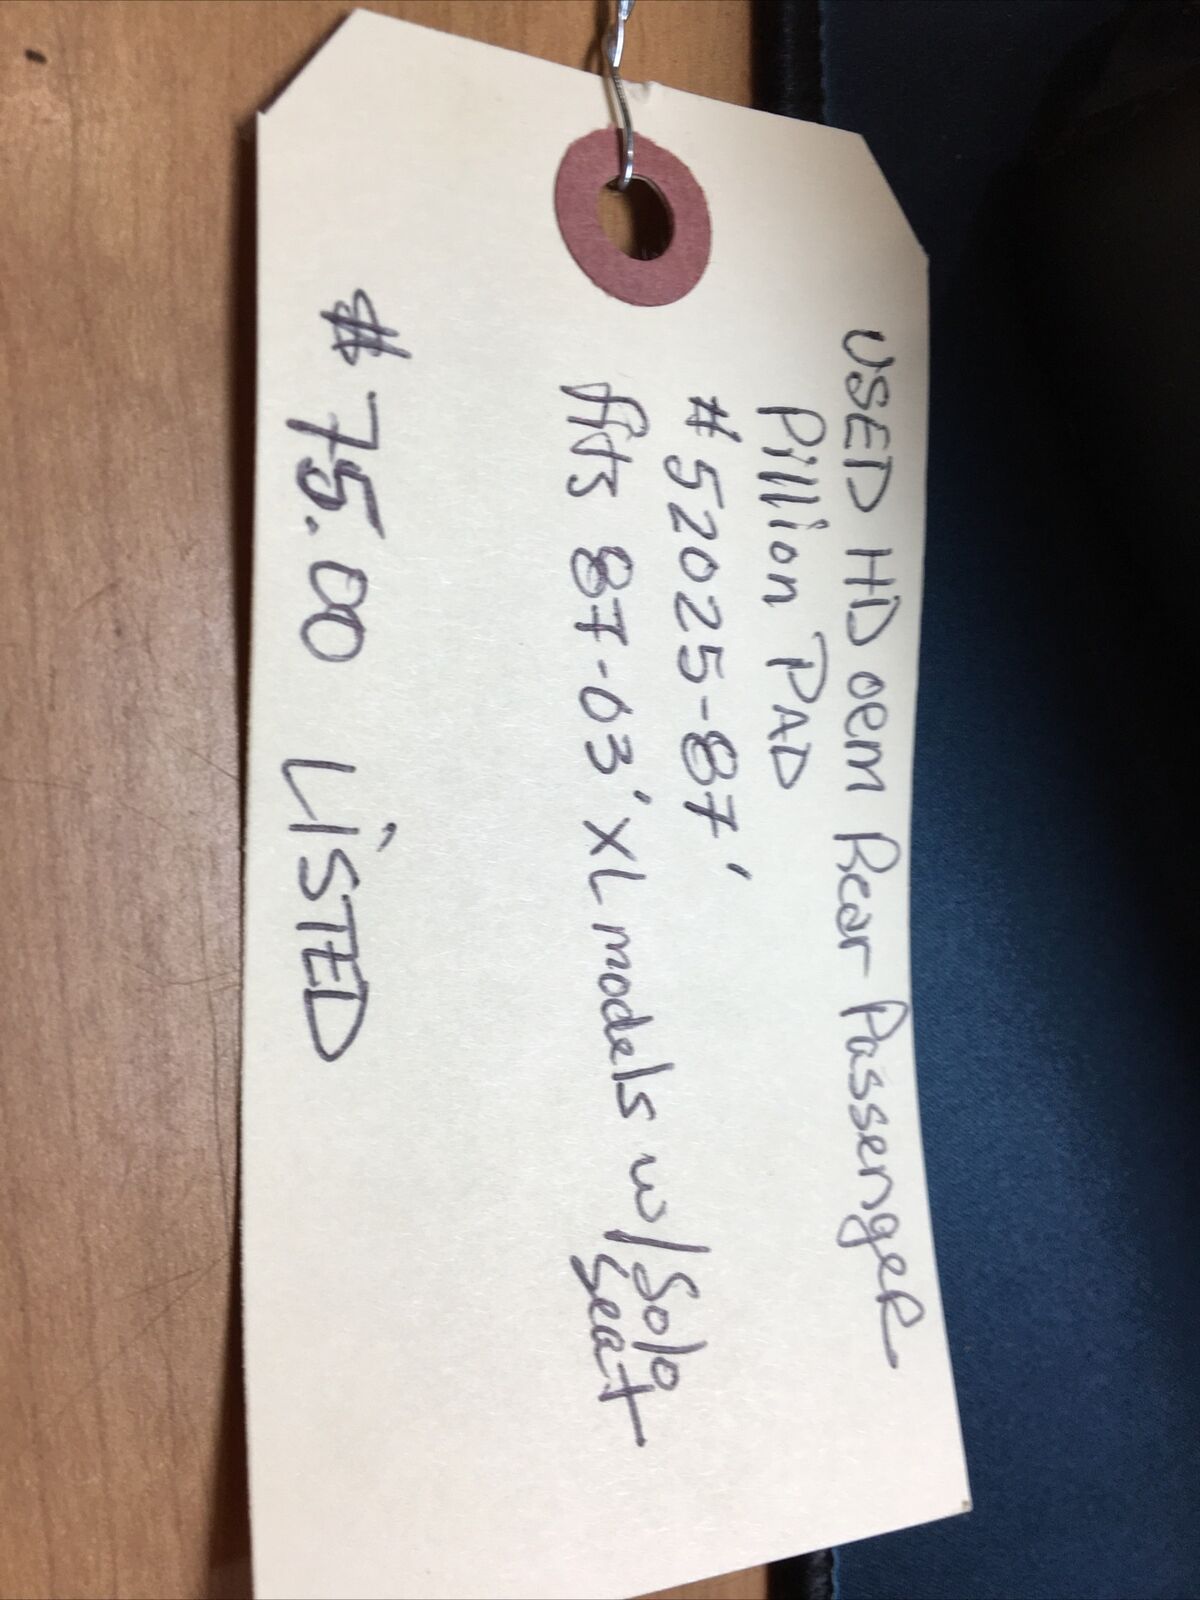 USED HD oem Rear PassengeR
Pillion PAD
#52025-87'
fits 87-03' XL models w/Solo
seat
$75.00 LiSTED